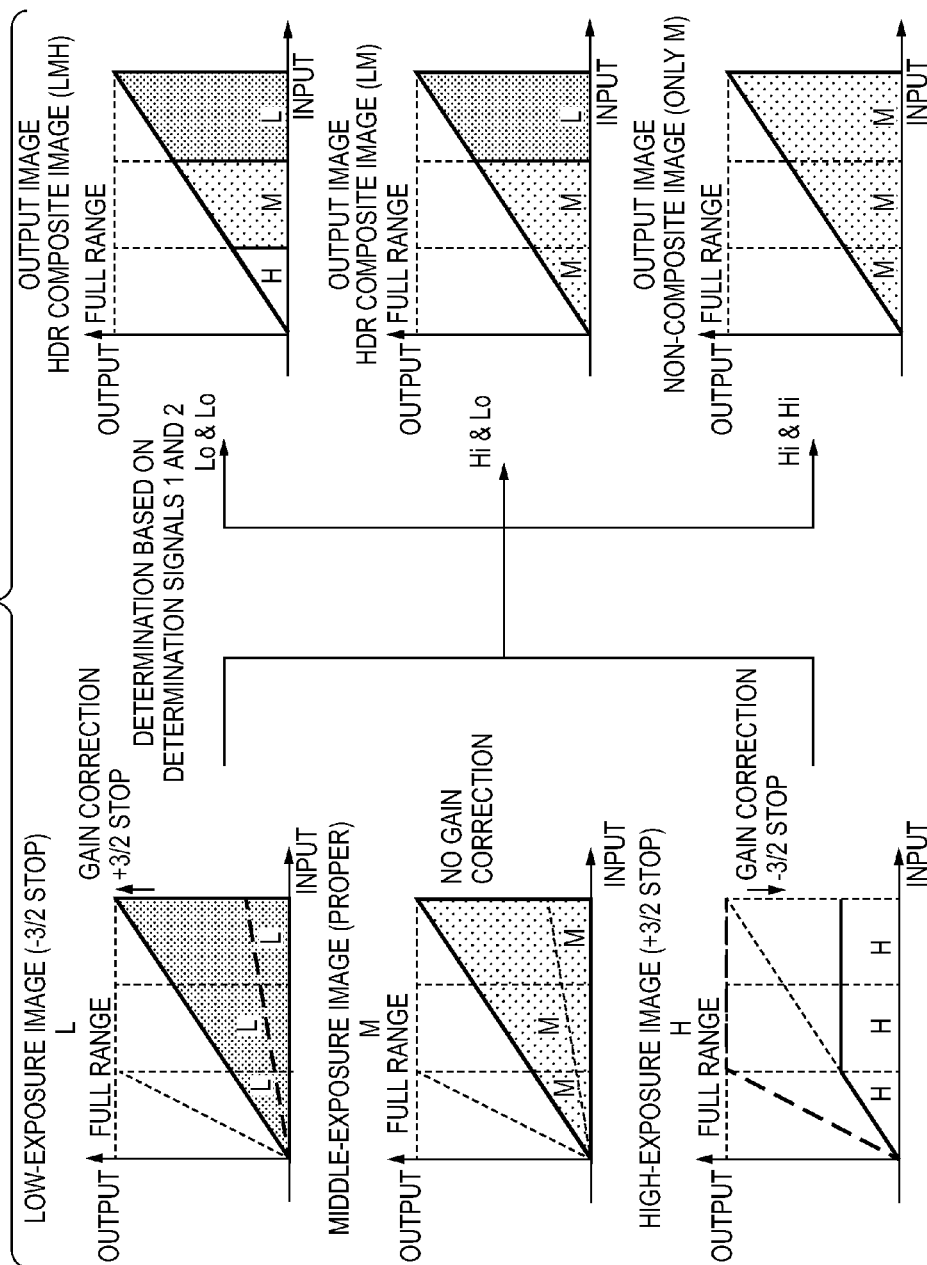 LOW-EXPOSURE IMAGE (-3/2 STOP)
L
OUTPUT
FULL RANGE
GAIN CORRECTION
+3/2 STOP
L
L
L
INPUT
MIDDLE-EXPOSURE IMAGE (PROPER)
M
OUTPUT
FULL RANGE
NO GAIN
CORRECTION
M
M
M
INPUT
HIGH-EXPOSURE IMAGE (+3/2 STOP)
H
OUTPUT
FULL RANGE
GAIN CORRECTION
-3/2 STOP
H
H
H
INPUT
DETERMINATION BASED ON
DETERMINATION SIGNALS 1 AND 2
Lo & Lo
Hi & Lo
Hi & Hi
OUTPUT IMAGE
HDR COMPOSITE IMAGE (LMH)
OUTPUT
FULL RANGE
H
M
L
INPUT
OUTPUT IMAGE
HDR COMPOSITE IMAGE (LM)
OUTPUT
FULL RANGE
M
M
L
INPUT
OUTPUT IMAGE
NON-COMPOSITE IMAGE (ONLY M)
OUTPUT
FULL RANGE
M
M
M
INPUT